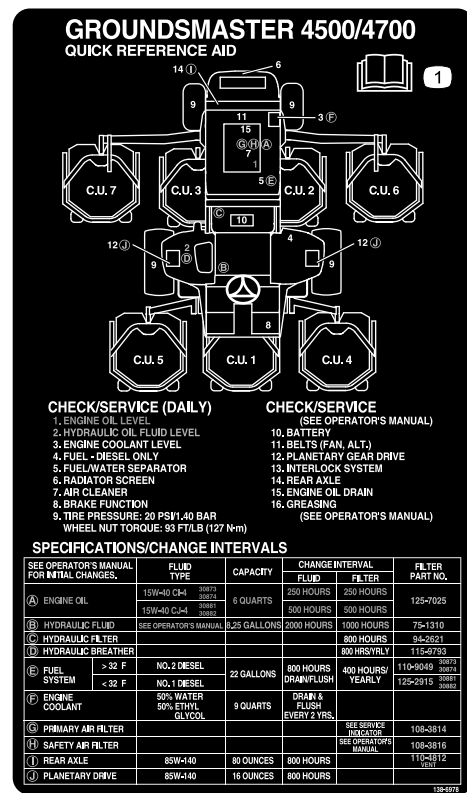 GROUNDSMASTER 4500/4700
QUICK REFERENCE AID
1
6
14 Ⓘ
9
9
3 Ⓕ
11
15
Ⓖ Ⓗ Ⓐ
7
1
5 Ⓔ
C.U. 7
C.U. 3
C.U. 2
C.U. 6
Ⓒ
10
12 Ⓙ
2
Ⓓ
4
12 Ⓙ
9
Ⓑ
9
8
C.U. 5
C.U. 1
C.U. 4
CHECK/SERVICE (DAILY)
1. ENGINE OIL LEVEL
2. HYDRAULIC OIL FLUID LEVEL
3. ENGINE COOLANT LEVEL
4. FUEL - DIESEL ONLY
5. FUEL/WATER SEPARATOR
6. RADIATOR SCREEN
7. AIR CLEANER
8. BRAKE FUNCTION
9. TIRE PRESSURE: 20 PSI/1.40 BAR
WHEEL NUT TORQUE: 93 FT/LB (127 N•m)
CHECK/SERVICE
(SEE OPERATOR'S MANUAL)
10. BATTERY
11. BELTS (FAN, ALT.)
12. PLANETARY GEAR DRIVE
13. INTERLOCK SYSTEM
14. REAR AXLE
15. ENGINE OIL DRAIN
16. GREASING
(SEE OPERATOR'S MANUAL)
SPECIFICATIONS/CHANGE INTERVALS
SEE OPERATOR'S MANUAL FOR INITIAL CHANGES. FLUID TYPE CAPACITY CHANGE INTERVAL FLUID FILTER FILTER PART NO.
Ⓐ ENGINE OIL 15W-40 CI-4 30873 30874 6 QUARTS 250 HOURS 250 HOURS 125-7025
15W-40 CJ-4 30881 30882 500 HOURS 500 HOURS
Ⓑ HYDRAULIC FLUID SEE OPERATOR'S MANUAL 8,25 GALLONS 2000 HOURS 1000 HOURS 75-1310
Ⓒ HYDRAULIC FILTER 800 HOURS 94-2621
Ⓓ HYDRAULIC BREATHER 800 HRS/YRLY 115-9793
Ⓔ FUEL SYSTEM > 32 F NO. 2 DIESEL 22 GALLONS 800 HOURS DRAIN/FLUSH 400 HOURS/ YEARLY 110-9049 30873 30874
< 32 F NO. 1 DIESEL 125-2915 30881 30882
Ⓕ ENGINE COOLANT 50% WATER 50% ETHYL GLYCOL 9 QUARTS DRAIN & FLUSH EVERY 2 YRS.
Ⓖ PRIMARY AIR FILTER SEE SERVICE INDICATOR 108-3814
Ⓗ SAFETY AIR FILTER SEE OPERATOR'S MANUAL 108-3816
Ⓘ REAR AXLE 85W-140 80 OUNCES 800 HOURS 110-4812 VENT
Ⓙ PLANETARY DRIVE 85W-140 16 OUNCES 800 HOURS
138-6978